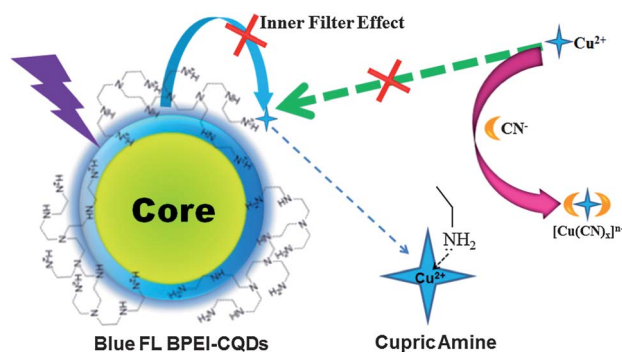 Inner Filter Effect
Cu2+
CN-
Core
NH2
[Cu(CN)x]n-
Cu2+
Blue FL BPEI-CQDs
Cupric Amine